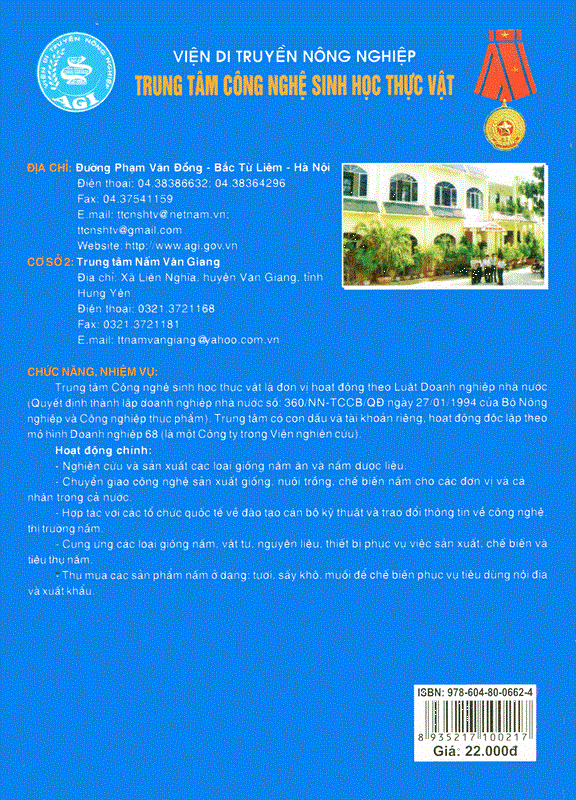 VIỆN DI TRUYỀN NÔNG NGHIỆP
AGI
VIỆN DI TRUYỀN NÔNG NGHIỆP
TRUNG TÂM CÔNG NGHỆ SINH HỌC THỰC VẬT
ĐỊA CHỈ: Đường Phạm Văn Đồng - Bắc Từ Liêm - Hà Nội
Điện thoại: 04.38386632; 04.38364296
Fax: 04.37541159
E.mail: ttcnshtv@netnam.vn;
ttcnshtv@gmail.com
Website: http://www.agi.gov.vn
CƠ SỞ 2: Trung tâm Nấm Văn Giang
Địa chỉ: Xã Liên Nghĩa, huyện Văn Giang, tỉnh
Hưng Yên
Điện thoại: 0321.3721168
Fax: 0321.3721181
E.mail: ttnamvangiang@yahoo.com.vn
CHỨC NĂNG, NHIỆM VỤ:
Trung tâm Công nghệ sinh học thực vật là đơn vị hoạt động theo Luật Doanh nghiệp nhà nước
(Quyết định thành lập doanh nghiệp nhà nước số: 360/NN-TCCB/QĐ ngày 27/01/1994 của Bộ Nông
nghiệp và Công nghiệp thực phẩm). Trung tâm có con dấu và tài khoản riêng, hoạt động độc lập theo
mô hình Doanh nghiệp 68 (là một Công ty trong Viện nghiên cứu).
Hoạt động chính:
- Nghiên cứu và sản xuất các loại giống nấm ăn và nấm dược liệu.
- Chuyển giao công nghệ sản xuất giống, nuôi trồng, chế biến nấm cho các đơn vị và cá
nhân trong cả nước.
- Hợp tác với các tổ chức quốc tế về đào tạo cán bộ kỹ thuật và trao đổi thông tin về công nghệ,
thị trường nấm.
- Cung ứng các loại giống nấm, vật tư, nguyên liệu, thiết bị phục vụ việc sản xuất, chế biến và
tiêu thụ nấm.
- Thu mua các sản phẩm nấm ở dạng: tươi, sấy khô, muối để chế biến phục vụ tiêu dùng nội địa
và xuất khẩu.
ISBN: 978-604-80-0662-4
8 935217 100217
Giá: 22.000đ